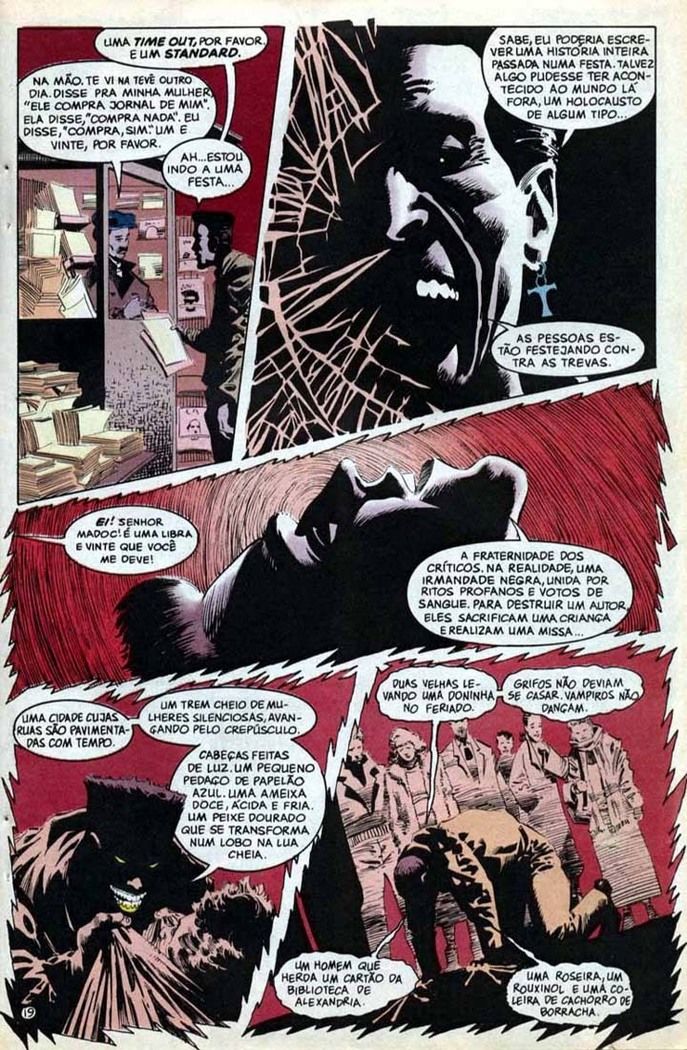 UMA TIME OUT, POR FAVOR.
E UM STANDARD.
NA MÃO. TE VI NA TEVÊ OUTRO
DIA. DISSE PRA MINHA MULHER,
"ELE COMPRA JORNAL DE MIM".
ELA DISSE, "COMPRA NADA". EU
DISSE, "COMPRA, SIM." UM E
VINTE, POR FAVOR.
AH...ESTOU
INDO A UMA
FESTA...
SABE, EU PODERIA ESCRE-
VER UMA HISTÓRIA INTEIRA
PASSADA NUMA FESTA. TALVEZ
ALGO PUDESSE TER ACON-
TECIDO AO MUNDO LÁ
FORA, UM HOLOCAUSTO
DE ALGUM TIPO...
AS PESSOAS ES-
TÃO FESTEJANDO CON-
TRA AS TREVAS.
EI! SENHOR
MADOC! É UMA LIBRA
E VINTE QUE VOCÊ
ME DEVE!
A FRATERNIDADE DOS
CRÍTICOS. NA REALIDADE, UMA
IRMANDADE NEGRA, UNIDA POR
RITOS PROFANOS E VOTOS DE
SANGUE. PARA DESTRUIR UM AUTOR,
ELES SACRIFICAM UMA CRIANÇA
E REALIZAM UMA MISSA...
UMA CIDADE CUJAS
RUAS SÃO PAVIMENTA-
DAS COM TEMPO.
UM TREM CHEIO DE MU-
LHERES SILENCIOSAS, AVAN-
ÇANDO PELO CREPÚSCULO.
CABEÇAS FEITAS
DE LUZ. UM PEQUENO
PEDAÇO DE PAPELÃO
AZUL. UMA AMEIXA
DOCE, ÁCIDA E FRIA.
UM PEIXE DOURADO
QUE SE TRANSFORMA
NUM LOBO NA LUA
CHEIA.
DUAS VELHAS LE-
VANDO UMA DONINHA
NO FERIADO.
GRIFOS NÃO DEVIAM
SE CASAR. VAMPIROS NÃO
DANÇAM.
UM HOMEM QUE
HERDA UM CARTÃO DA
BIBLIOTECA DE
ALEXANDRIA.
UMA ROSEIRA, UM
ROUXINOL E UMA CO-
LEIRA DE CACHORRO DE
BORRACHA.
19